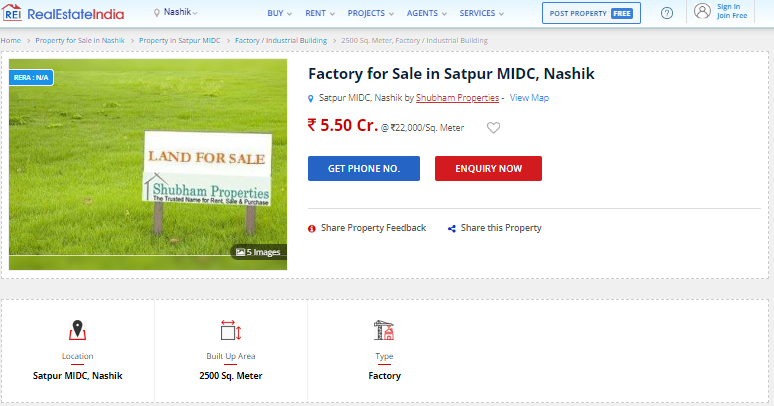 REI RealEstateIndia
Nashik
BUY
RENT
PROJECTS
AGENTS
SERVICES
POST PROPERTY FREE
?
Sign In
Join Free
Home > Property for Sale in Nashik > Property in Satpur MIDC > Factory / Industrial Building > 2500 Sq. Meter, Factory / Industrial Building
RERA : N/A
LAND FOR SALE
Shubham Properties
The Trusted Name for Rent, Sale & Purchase
5 Images
Factory for Sale in Satpur MIDC, Nashik
Satpur MIDC, Nashik by Shubham Properties - View Map
₹ 5.50 Cr. @ ₹22,000/Sq. Meter
GET PHONE NO.
ENQUIRY NOW
Share Property Feedback
Share this Property
Location
Satpur MIDC, Nashik
Built Up Area
2500 Sq. Meter
Type
Factory